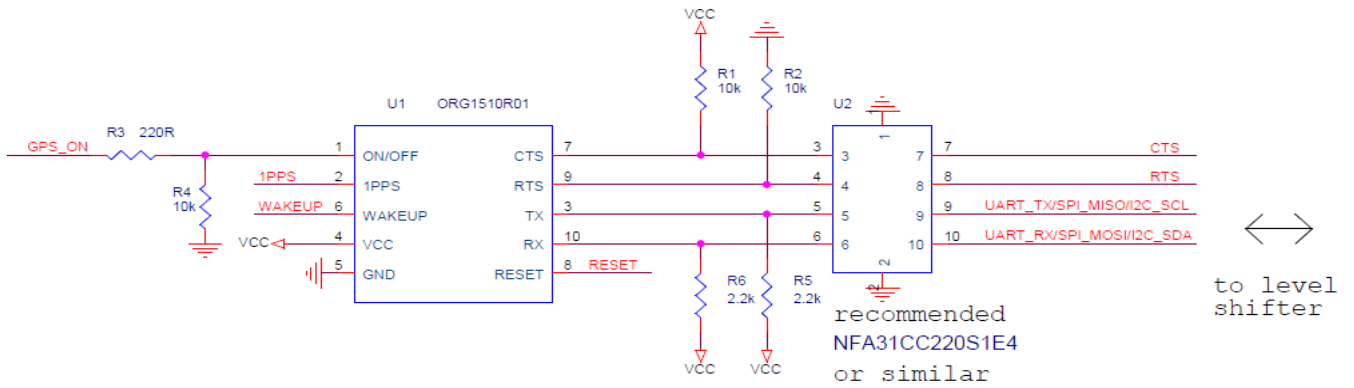 VCC
R1
10k
R2
10k
U1 ORG1510R01
U2
R3 220R
GPS_ON
1 ON/OFF CTS 7
3 3 7 7 CTS
1PPS 2 1PPS RTS 9
4 4 8 8 RTS
R4
10k
WAKEUP 6 WAKEUP TX 3
5 5 9 9 UART_TX/SPI_MISO/I2C_SCL
VCC 4 VCC RX 10
6 6 10 10 UART_RX/SPI_MOSI/I2C_SDA
5 GND RESET 8 RESET
1
1
2
2
R6
2.2k
R5
2.2k
VCC VCC
to level
shifter
recommended
NFA31CC220S1E4
or similar